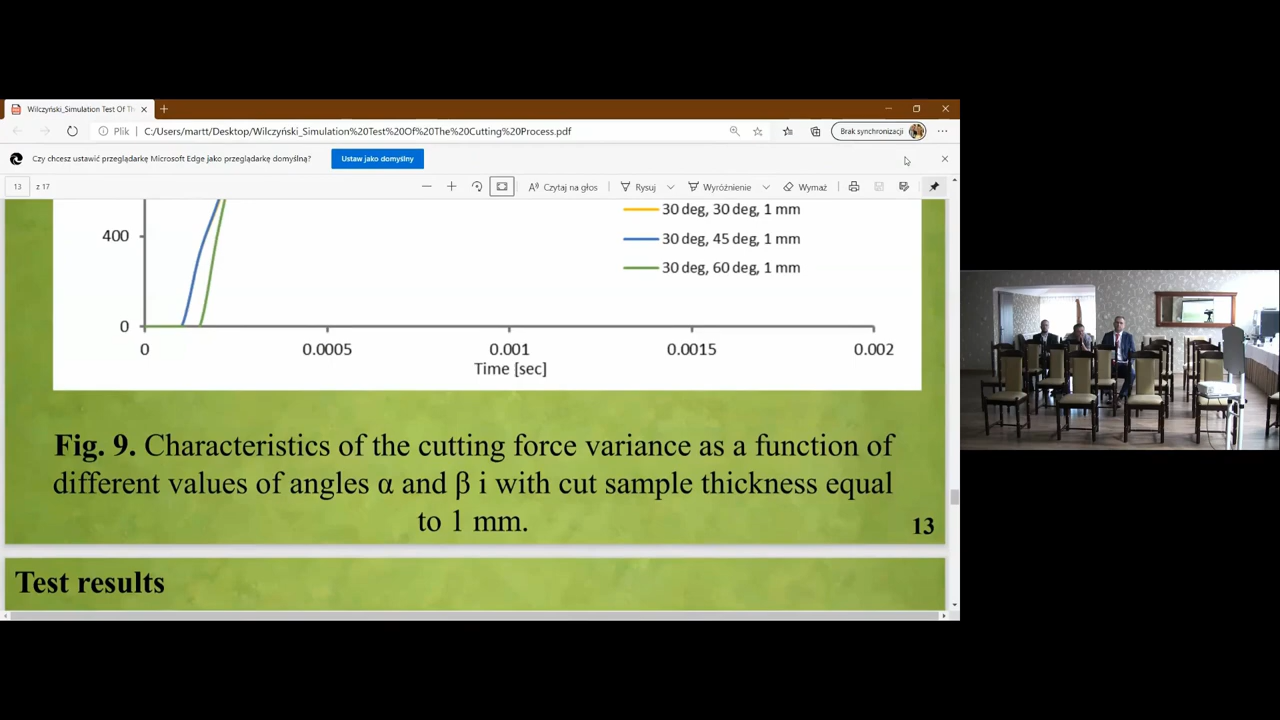 Wilczyński_Simulation Test Of Th
Plik
C:/Users/martt/Desktop/Wilczyński_Simulation%20Test%20Of%20The%20Cutting%20Process.pdf
Brak synchronizacji
Czy chcesz ustawić przeglądarkę Microsoft Edge jako przeglądarkę domyślną?
Ustaw jako domyślny
13 z 17
Czytaj na głos
Rysuj
Wyróżnienie
Wymaż
30 deg, 30 deg, 1 mm
400
30 deg, 45 deg, 1 mm
30 deg, 60 deg, 1 mm
0
0 0.0005 0.001 0.0015 0.002
Time [sec]
Fig. 9. Characteristics of the cutting force variance as a function of
different values of angles α and β i with cut sample thickness equal
to 1 mm.
13
Test results